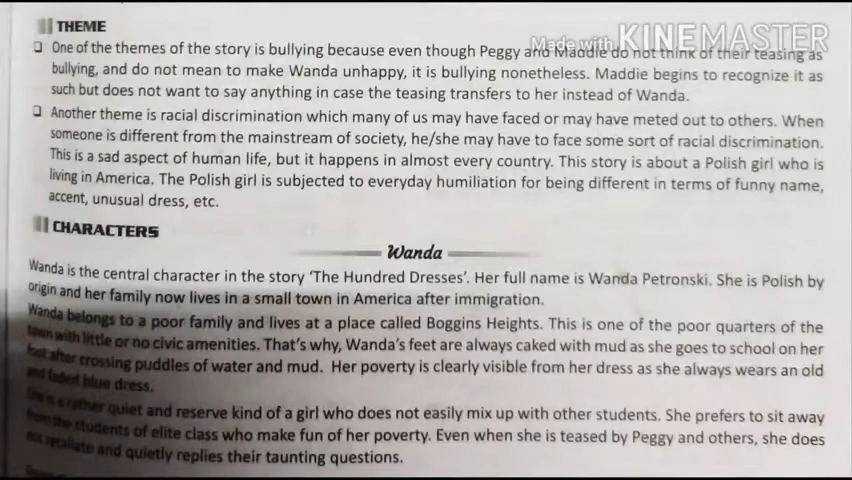 THEME
Made with KINEMASTER
❑ One of the themes of the story is bullying because even though Peggy and Maddie do not think of their teasing as
bullying, and do not mean to make Wanda unhappy, it is bullying nonetheless. Maddie begins to recognize it as
such but does not want to say anything in case the teasing transfers to her instead of Wanda.
❑ Another theme is racial discrimination which many of us may have faced or may have meted out to others. When
someone is different from the mainstream of society, he/she may have to face some sort of racial discrimination.
This is a sad aspect of human life, but it happens in almost every country. This story is about a Polish girl who is
living in America. The Polish girl is subjected to everyday humiliation for being different in terms of funny name,
accent, unusual dress, etc.
CHARACTERS
Wanda
Wanda is the central character in the story 'The Hundred Dresses'. Her full name is Wanda Petronski. She is Polish by
origin and her family now lives in a small town in America after immigration.
Wanda belongs to a poor family and lives at a place called Boggins Heights. This is one of the poor quarters of the
town with little or no civic amenities. That's why, Wanda's feet are always caked with mud as she goes to school on her
foot after crossing puddles of water and mud. Her poverty is clearly visible from her dress as she always wears an old
and faded blue dress.
She is a rather quiet and reserve kind of a girl who does not easily mix up with other students. She prefers to sit away
from the students of elite class who make fun of her poverty. Even when she is teased by Peggy and others, she does
not retaliate and quietly replies their taunting questions.